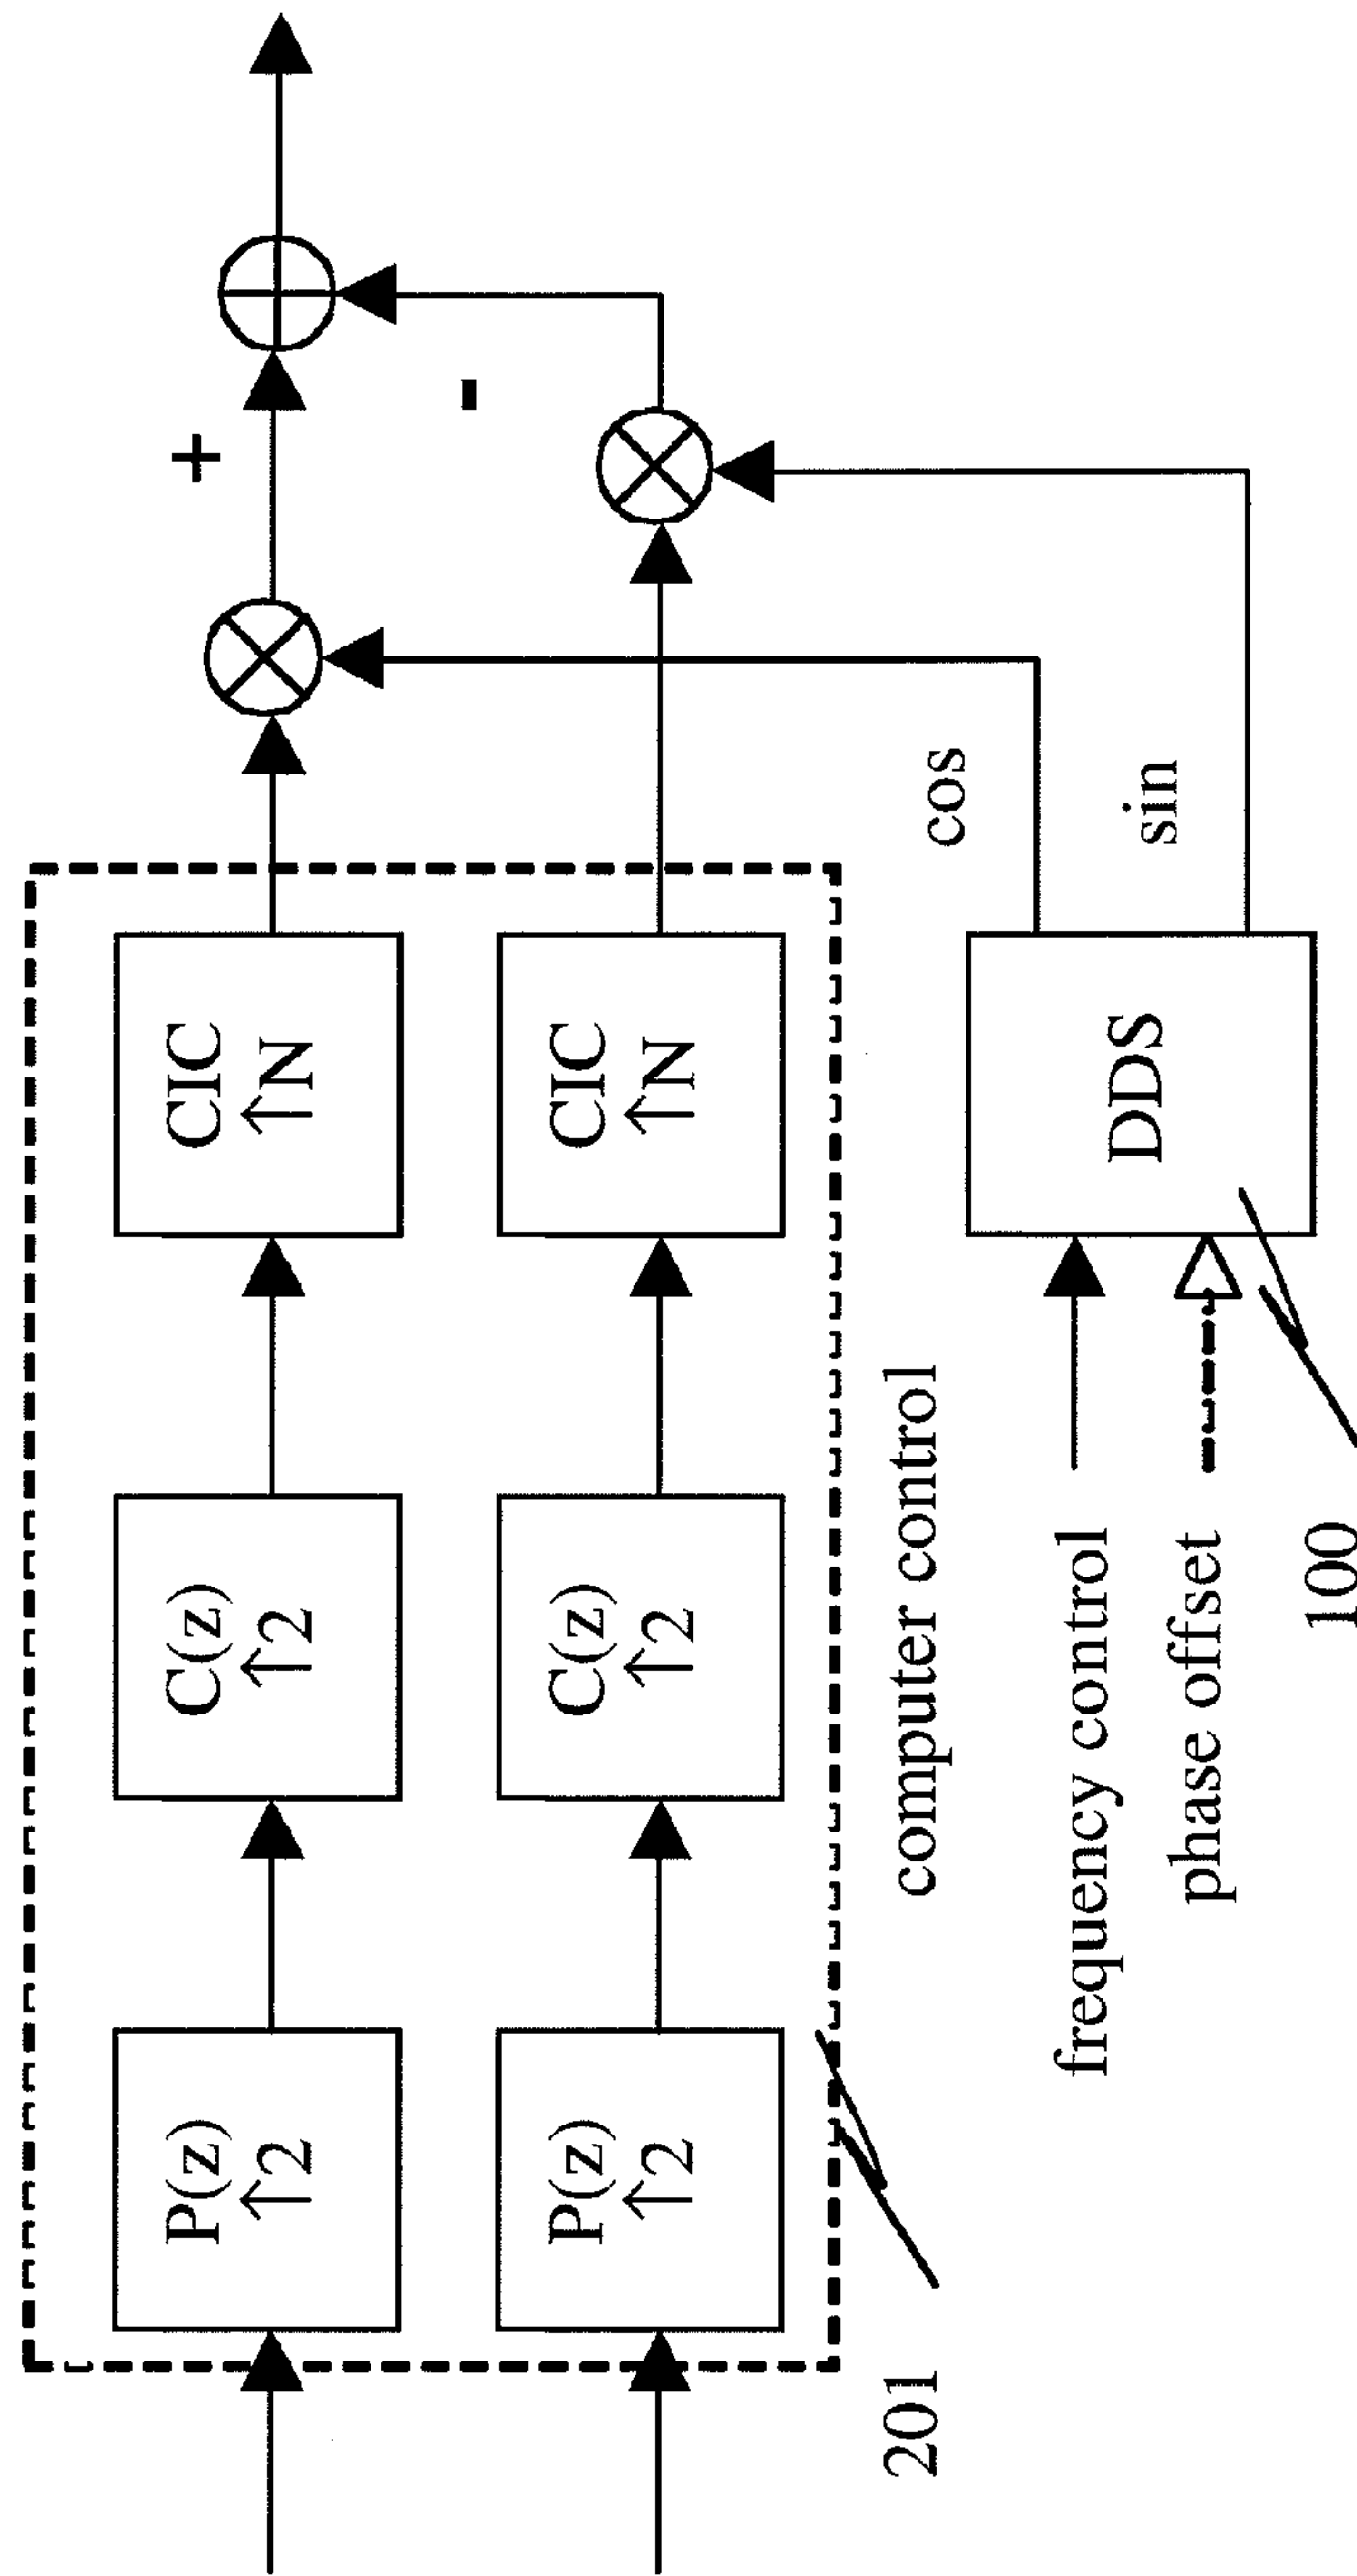 P(z)
↑2
C(z)
↑2
CIC
↑N
+
P(z)
↑2
C(z)
↑2
CIC
↑N
-
201
computer control
cos
frequency control
DDS
sin
phase offset
100